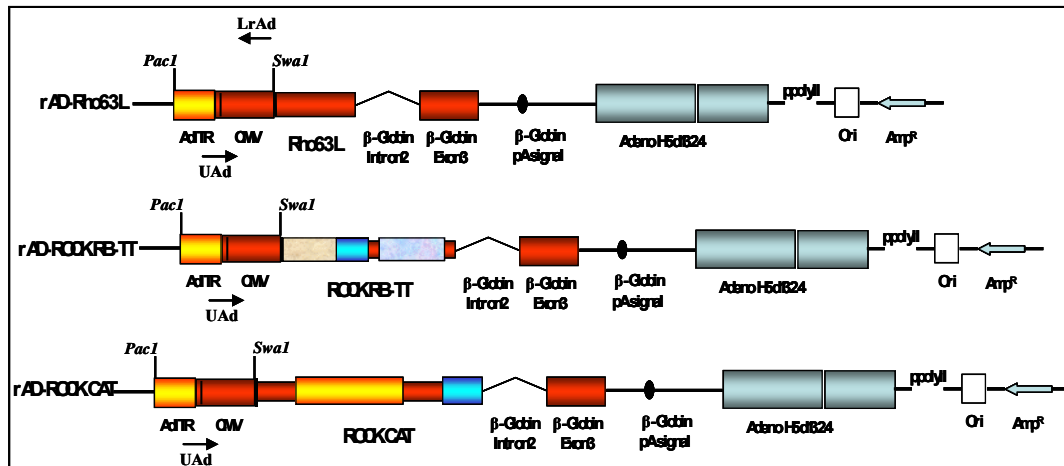 LrAd
Pac1 Swa1
rAD-Rho63L
AdITR CMV Rho63L β-Globin Intron2 β-Globin Exon3 β-Globin pAsignal Adeno H5dl324 ppolyII Ori AmpR
UAd
Pac1 Swa1
rAD-ROCKRB-TT
AdITR CMV ROCKRB-TT β-Globin Intron2 β-Globin Exon3 β-Globin pAsignal Adeno H5dl324 ppolyII Ori AmpR
UAd
Pac1 Swa1
rAD-ROCKCAT
AdITR CMV ROCKCAT β-Globin Intron2 β-Globin Exon3 β-Globin pAsignal Adeno H5dl324 ppolyII Ori AmpR
UAd